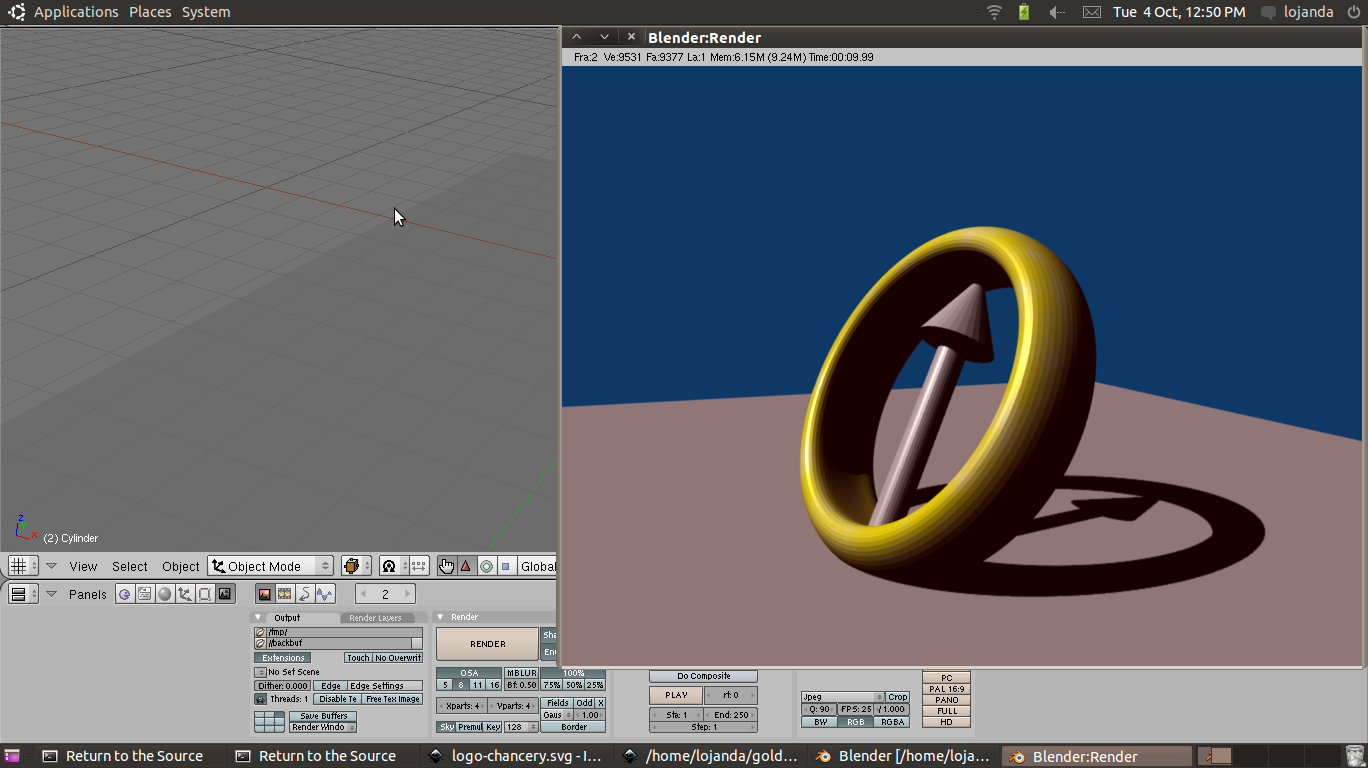 Applications Places System
Tue 4 Oct, 12:50 PM lojanda
Blender:Render
Fra:2 Ve:9531 Fa:9377 La:1 Mem:6.15M (9.24M) Time:00:09.99
Z
X
(2) Cylinder
View Select Object Object Mode Global
Panels 2
Output Render Layers Render
/tmp/
//backbuf
RENDER
Sha
Extensions Touch No Overwrit
No Set Scene
Dither: 0.000 Edge Edge Settings
Threads: 1 Disable Te Free Tex Image
Save Buffers
Render Windo
OSA MBLUR 100%
5 8 11 16 Bf: 0.50 75% 50% 25%
Xparts: 4 Yparts: 4 Fields Odd X
Gaus 1.00
Sky Premul Key 128 Border
Do Composite
PLAY rt: 0
Sta: 1 End: 250
Step: 1
Jpeg Crop
Q: 90 FPS: 25 / 1.000
BW RGB RGBA
PC
PAL 16:9
PANO
FULL
HD
Return to the Source Return to the Source logo-chancery.svg - I... /home/lojanda/gold... Blender [/home/loja... Blender:Render